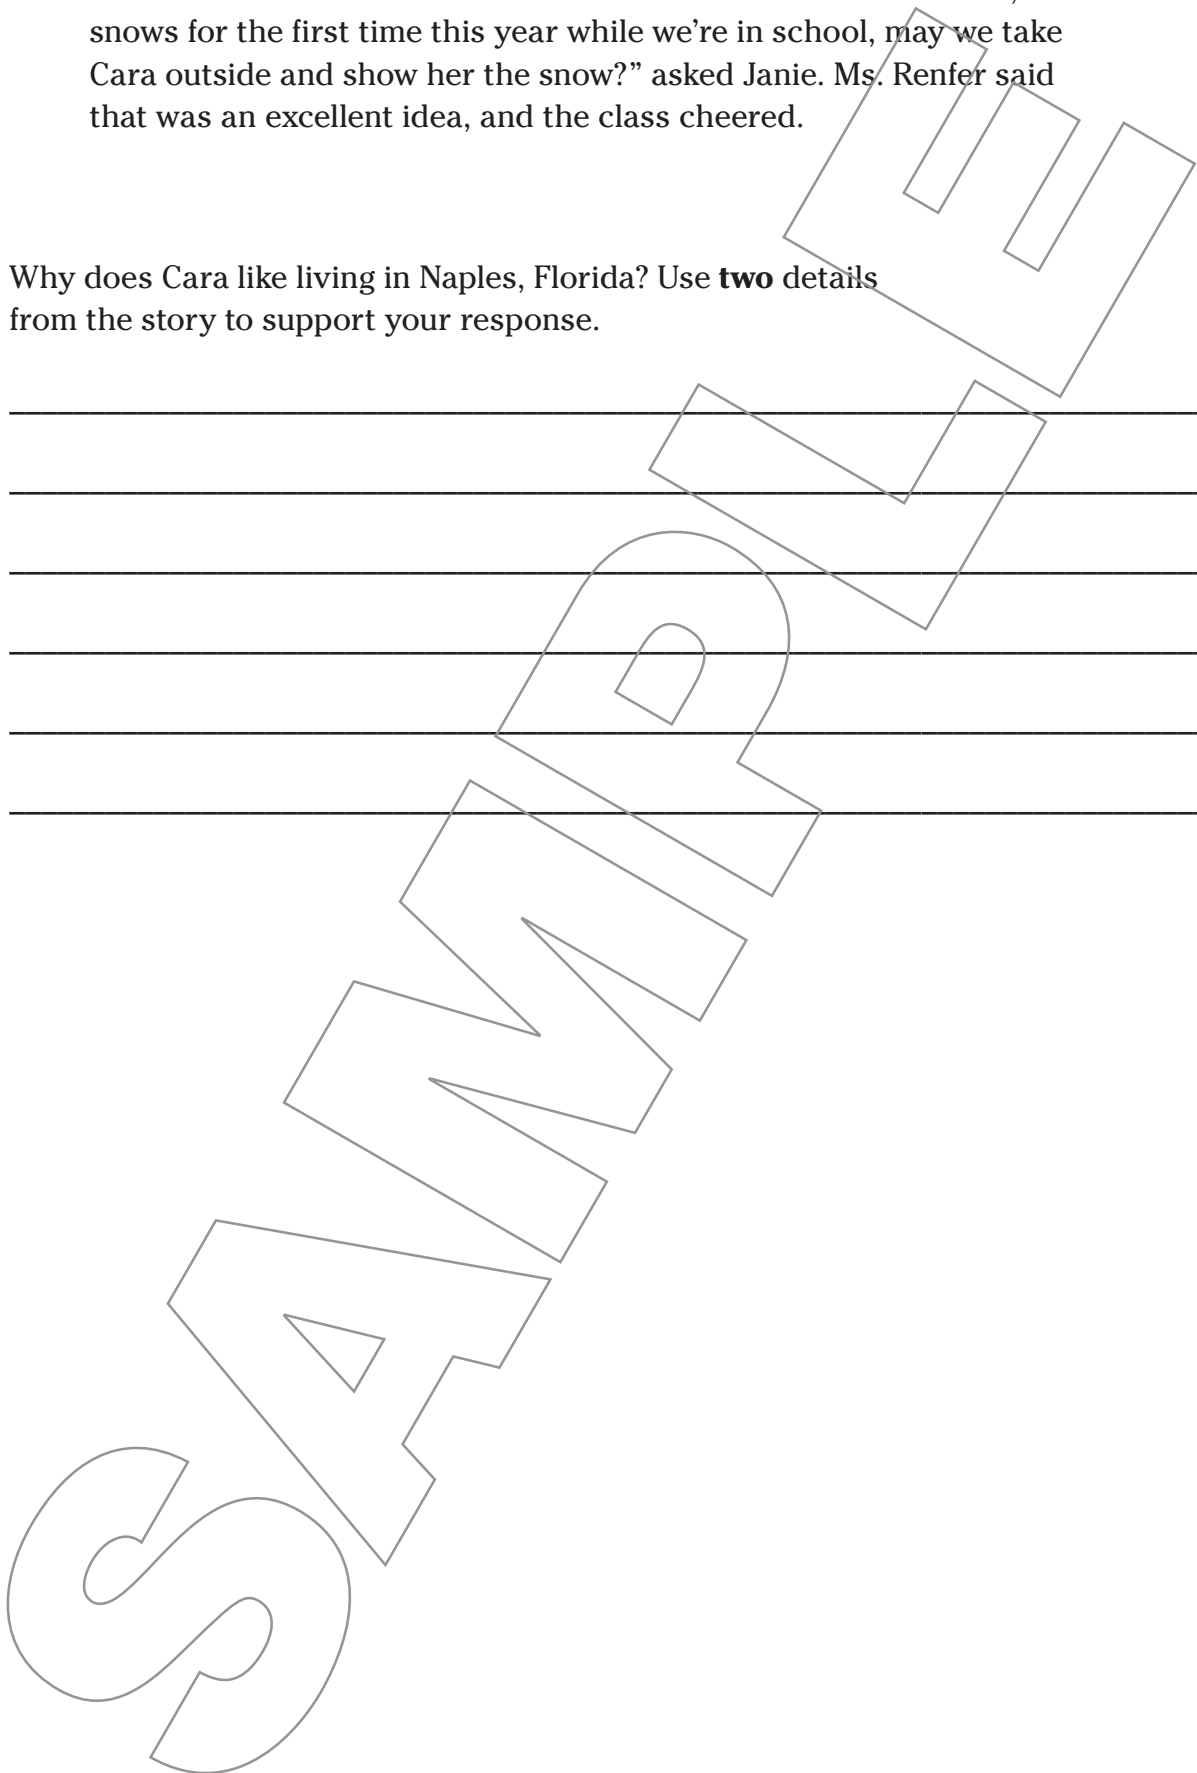 snows for the first time this year while we’re in school, may we take
Cara outside and show her the snow?” asked Janie. Ms. Renfer said
that was an excellent idea, and the class cheered.
Why does Cara like living in Naples, Florida? Use two details
from the story to support your response.
SAMPLE